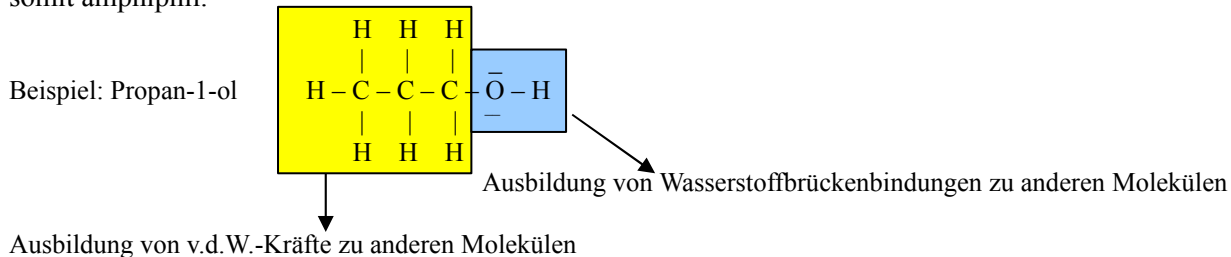 somit amphiphil.
H H H
| | | _
Beispiel: Propan-1-ol H – C – C – C – O – H
| | | –
H H H
Ausbildung von Wasserstoffbrückenbindungen zu anderen Molekülen
Ausbildung von v.d.W.-Kräfte zu anderen Molekülen